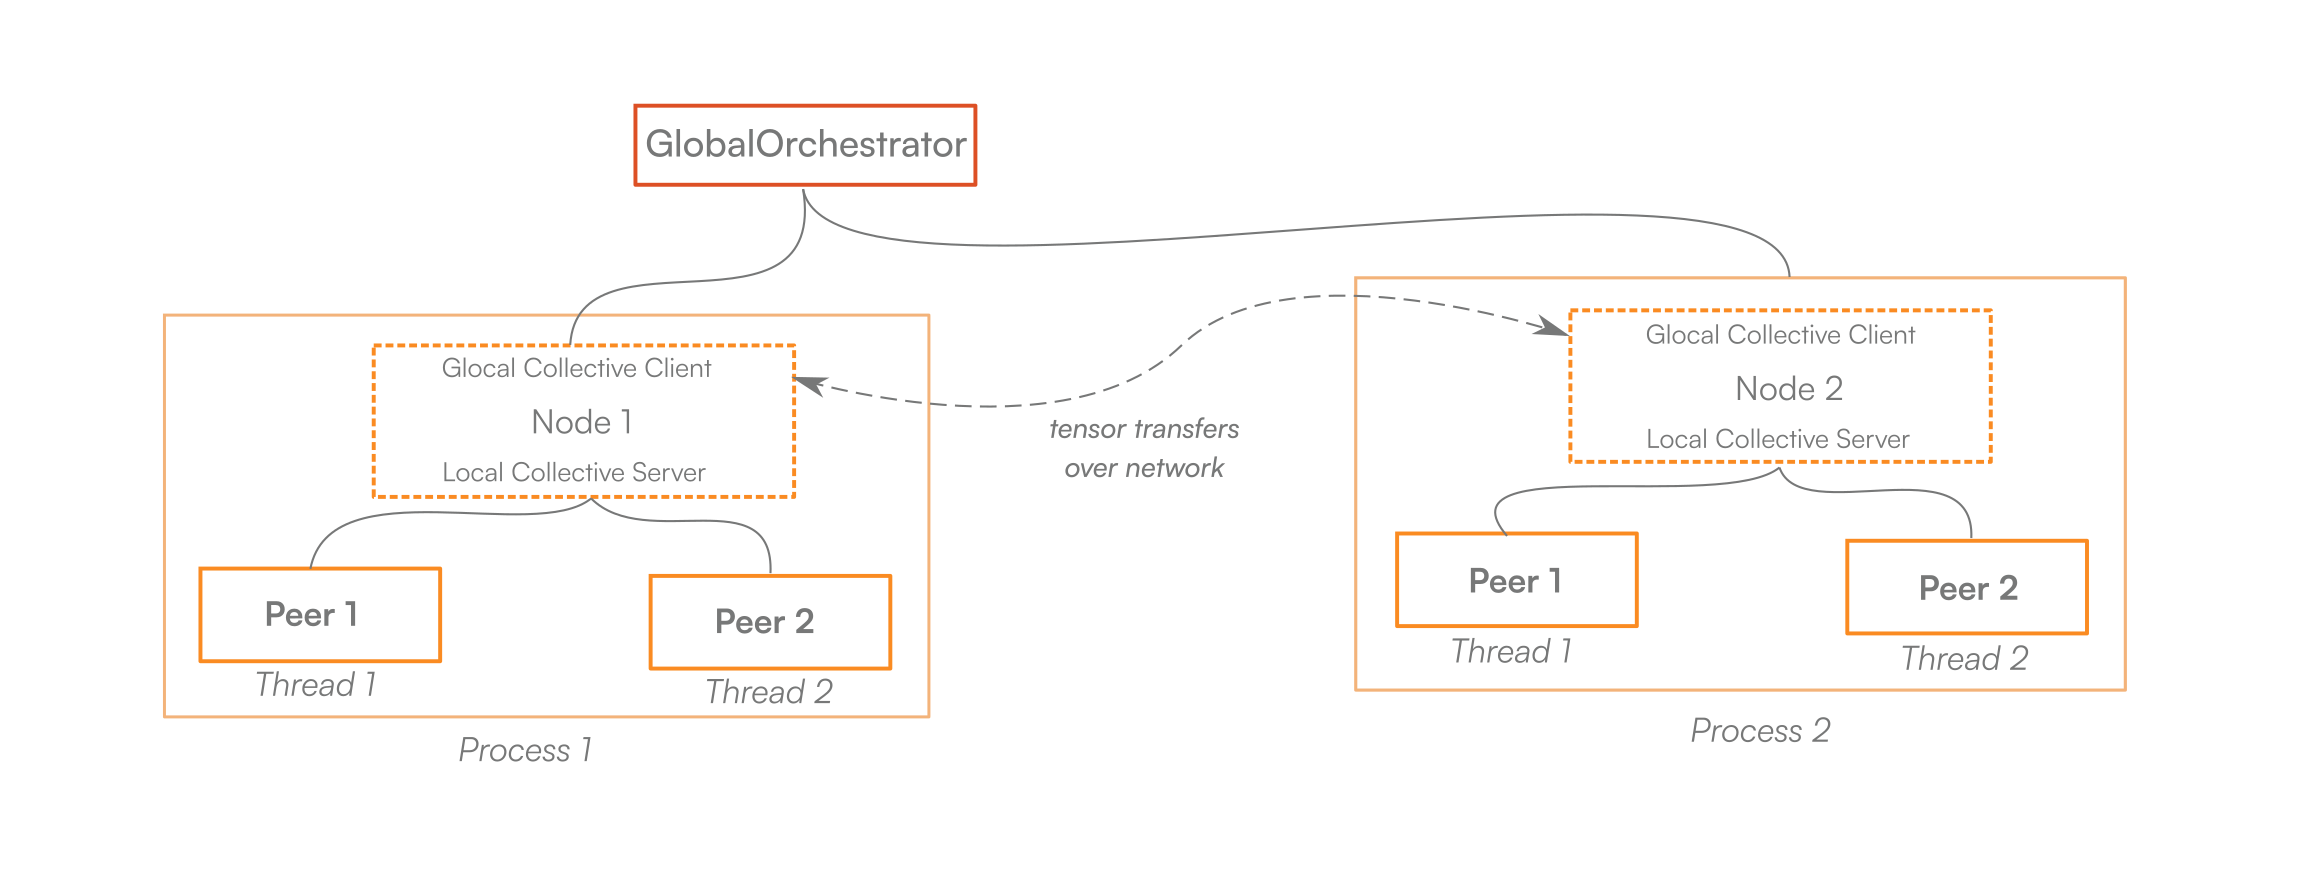 GlobalOrchestrator
Glocal Collective Client
Node 1
Local Collective Server
Peer 1
Thread 1
Peer 2
Thread 2
Process 1
tensor transfers
over network
Glocal Collective Client
Node 2
Local Collective Server
Peer 1
Thread 1
Peer 2
Thread 2
Process 2